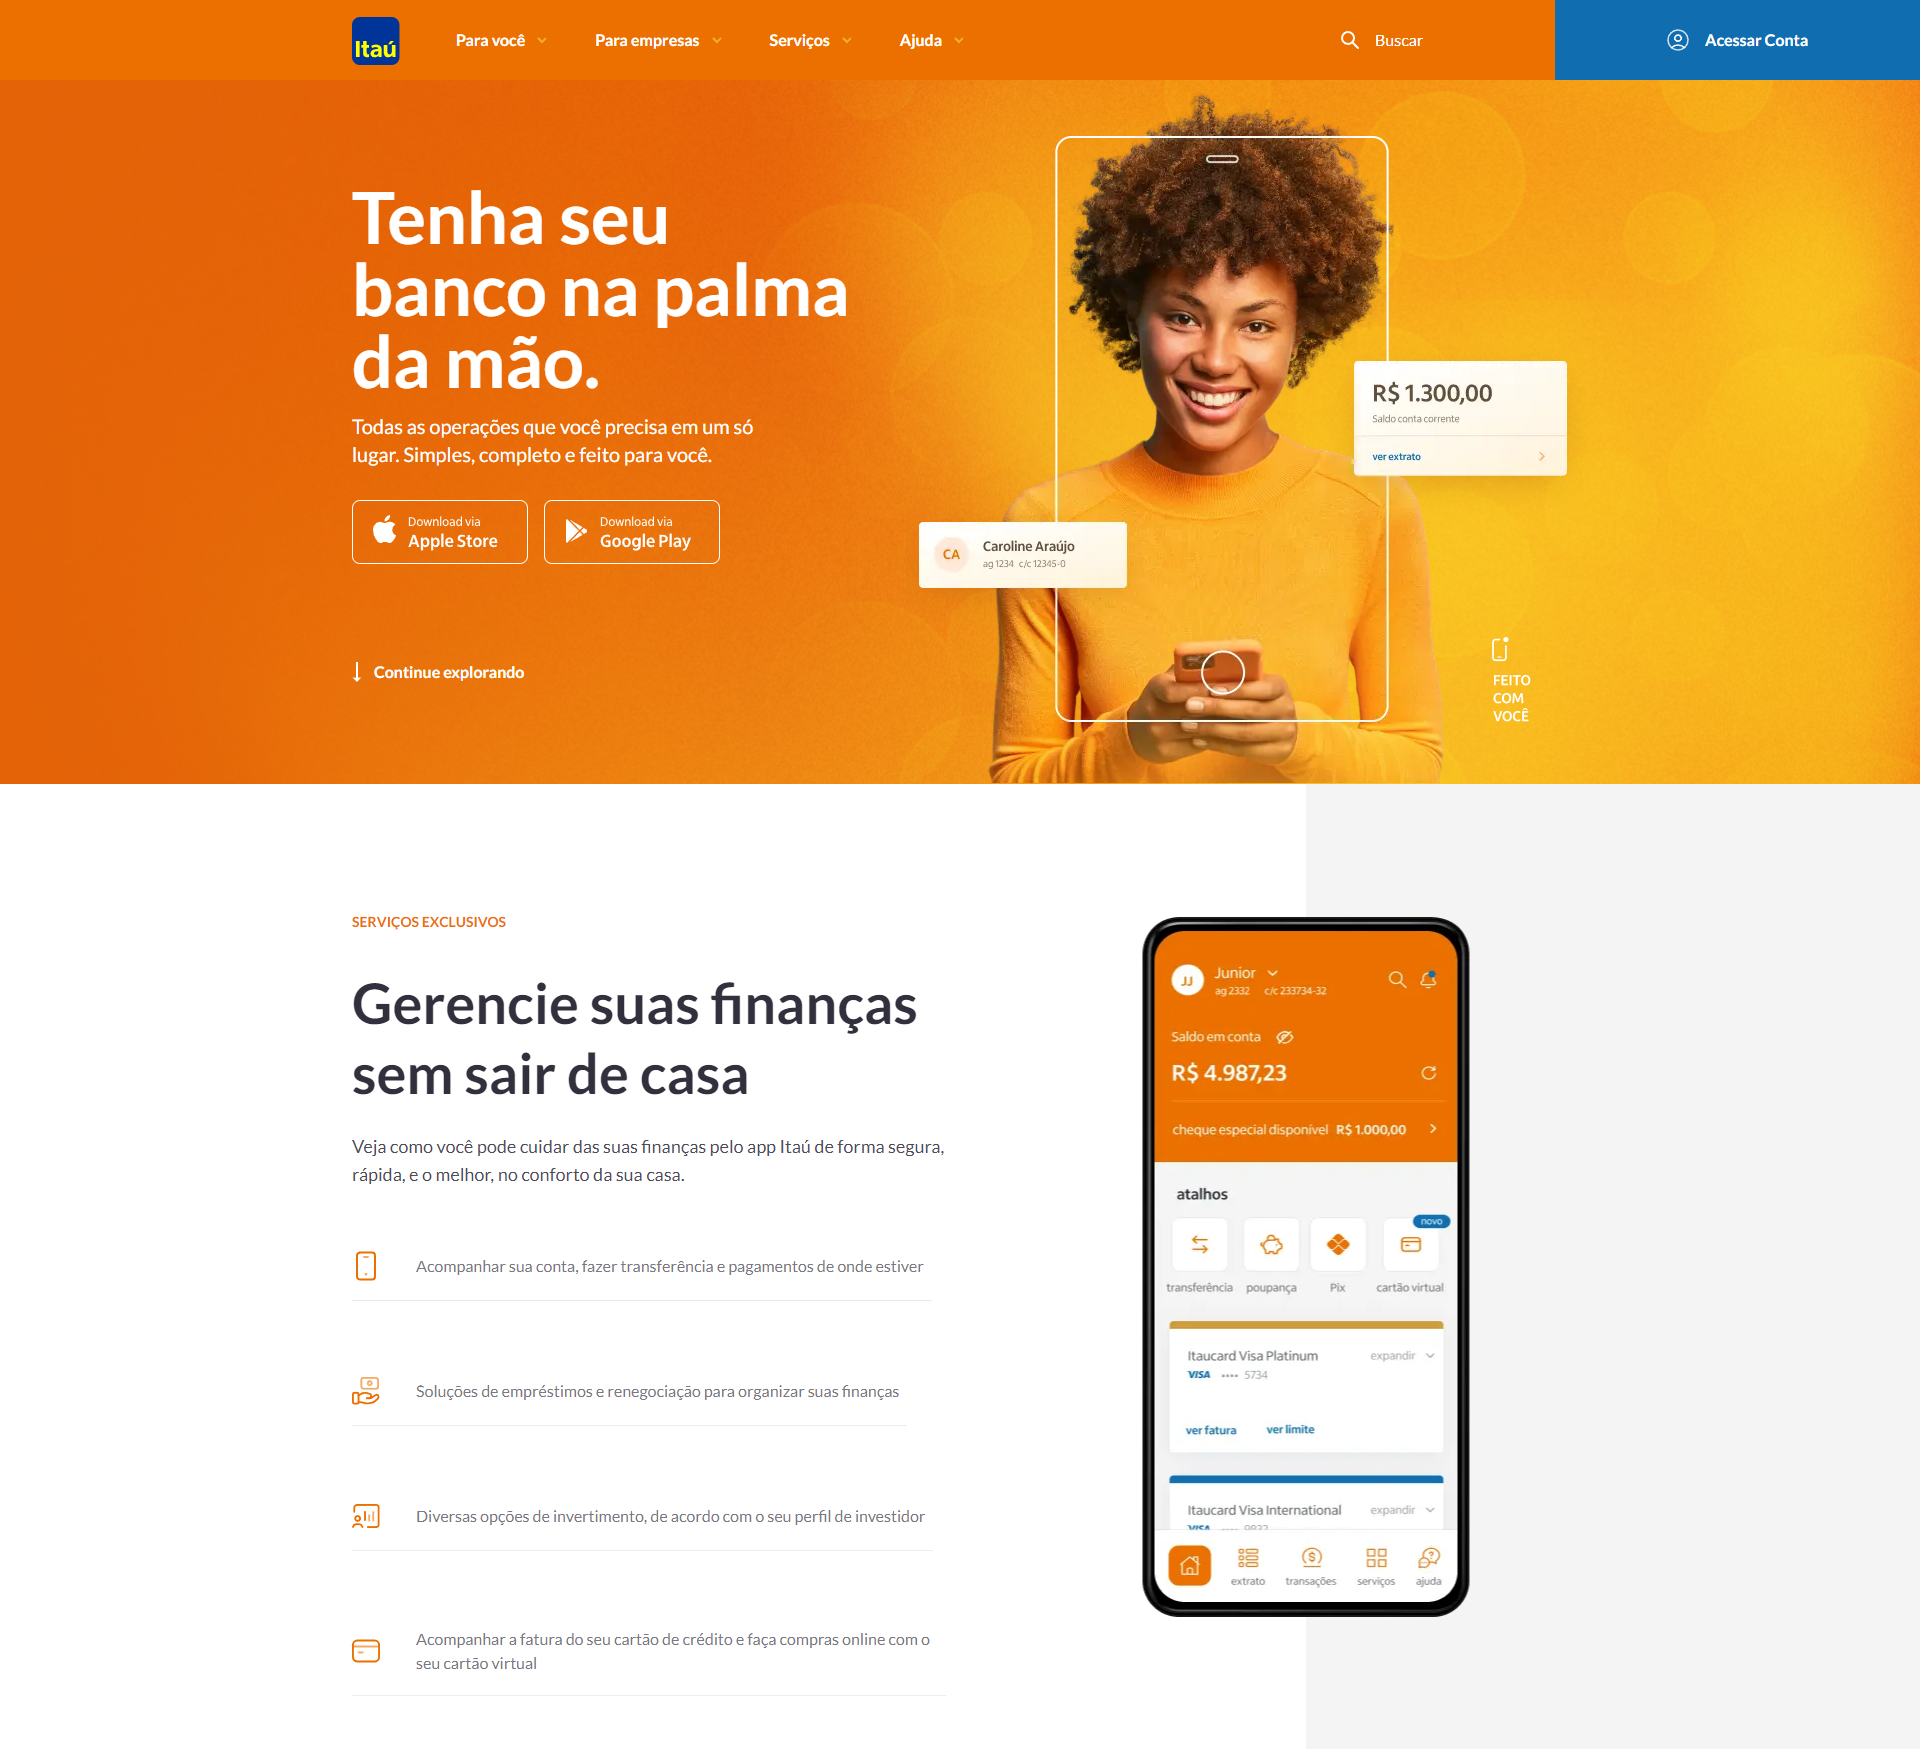 Itaú
Para você
Para empresas
Serviços
Ajuda
Buscar
Acessar Conta
Tenha seu
banco na palma
da mão.
Todas as operações que você precisa em um só
lugar. Simples, completo e feito para você.
Download via
Apple Store
Download via
Google Play
Continue explorando
R$ 1.300,00
Saldo conta corrente
ver extrato
CA
Caroline Araújo
ag 1234 c/c 12345-0
FEITO
COM
VOCÊ
SERVIÇOS EXCLUSIVOS
Gerencie suas finanças
sem sair de casa
Veja como você pode cuidar das suas finanças pelo app Itaú de forma segura,
rápida, e o melhor, no conforto da sua casa.
Acompanhar sua conta, fazer transferência e pagamentos de onde estiver
Soluções de empréstimos e renegociação para organizar suas finanças
Diversas opções de invertimento, de acordo com o seu perfil de investidor
Acompanhar a fatura do seu cartão de crédito e faça compras online com o
seu cartão virtual
JJ
Junior
ag 2332 c/c 233734-32
Saldo em conta
R$ 4.987,23
cheque especial disponível R$ 1.000,00
atalhos
novo
transferência
poupança
Pix
cartão virtual
Itaucard Visa Platinum
expandir
VISA •••• 5734
ver fatura
ver limite
Itaucard Visa International
expandir
VISA •••• 9832
extrato
transações
serviços
ajuda